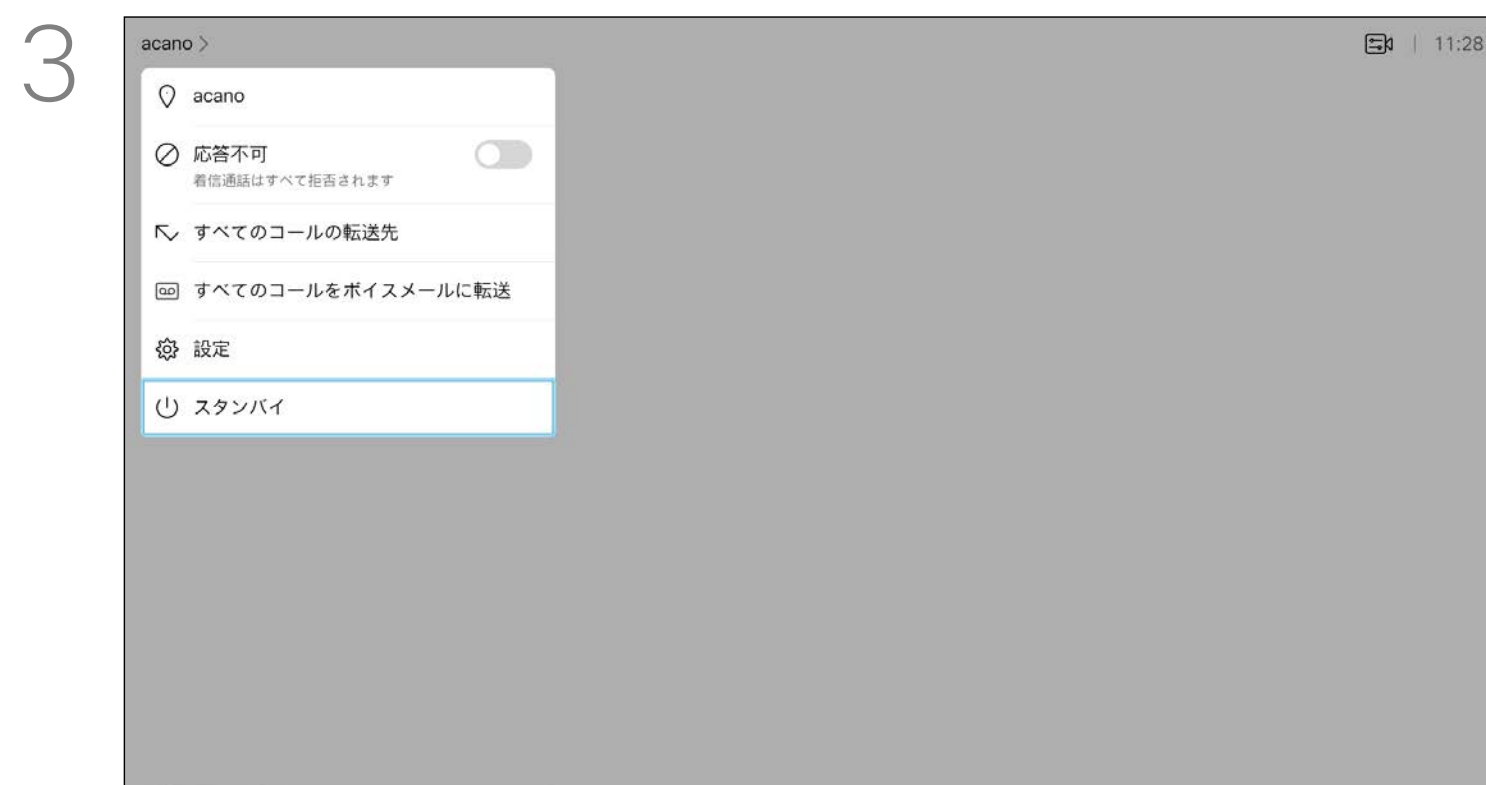 3
acano >
11:28
acano
応答不可
着信通話はすべて拒否されます
すべてのコールの転送先
すべてのコールをボイスメールに転送
設定
スタンバイ